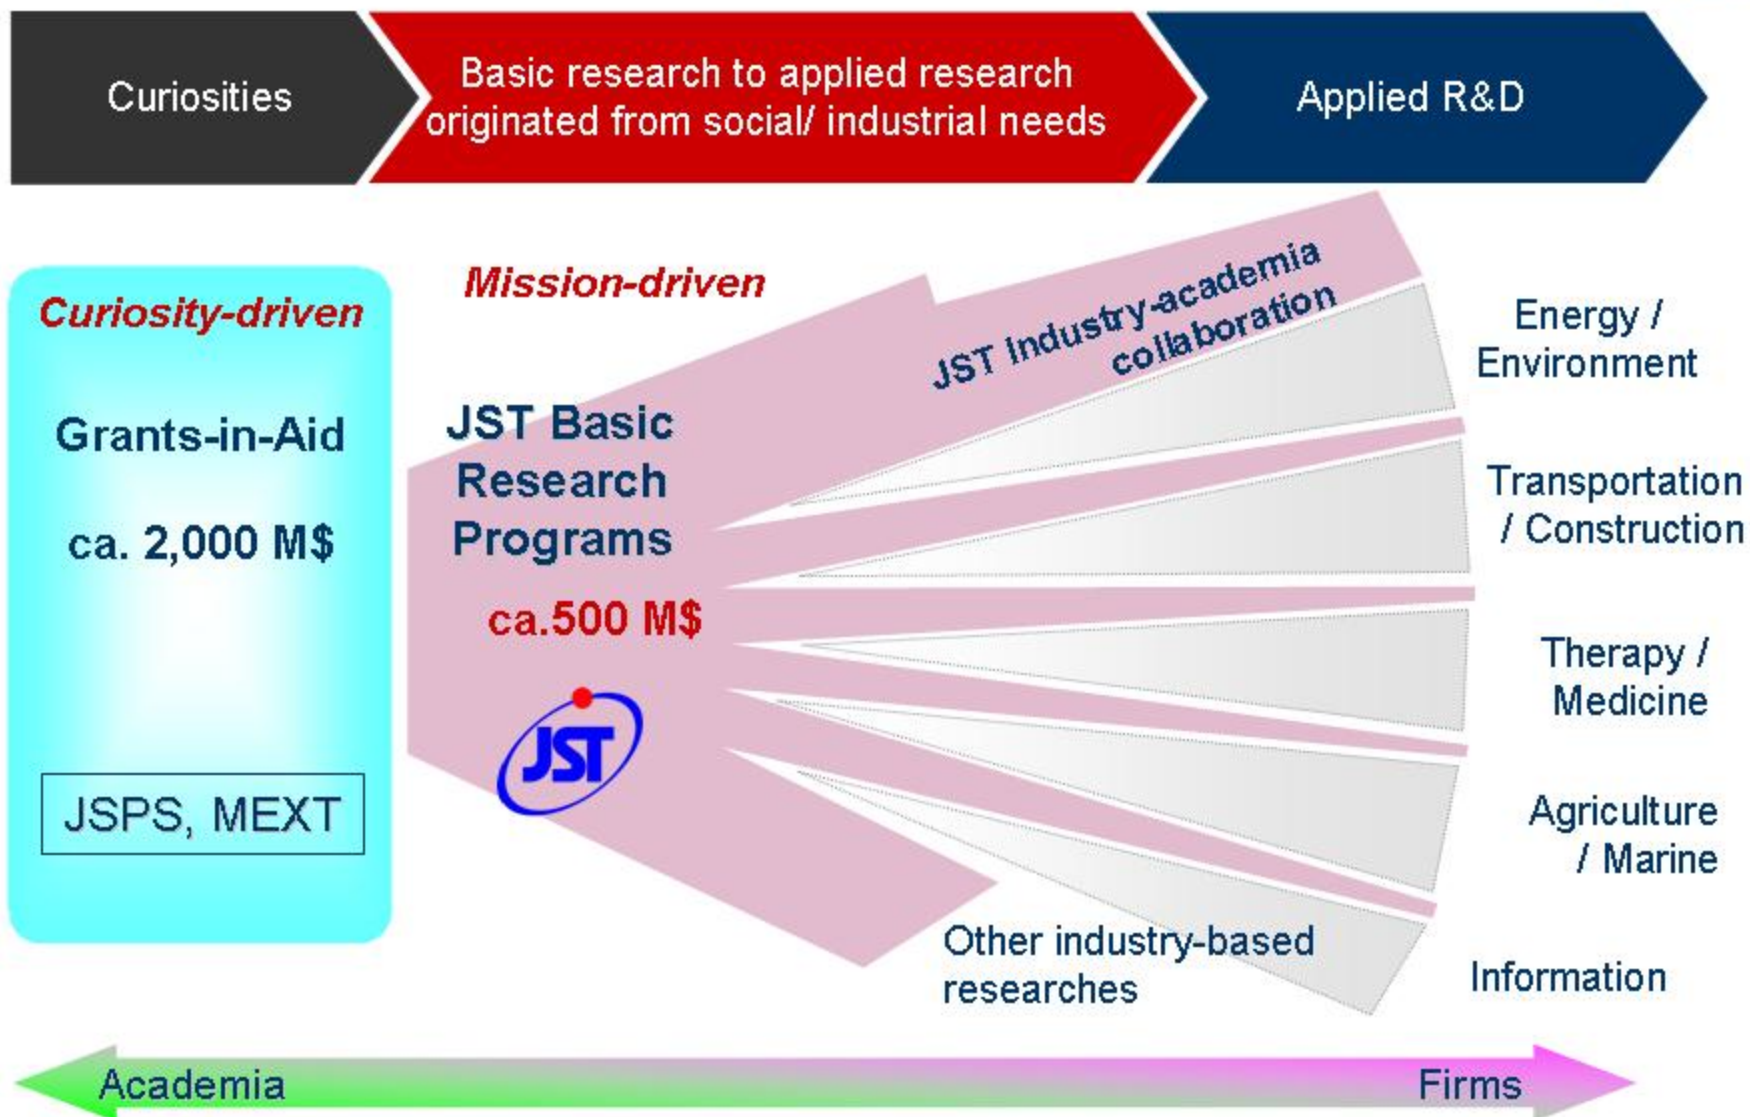 Curiosities
Basic research to applied research
originated from social/ industrial needs
Applied R&D
Curiosity-driven
Grants-in-Aid
ca. 2,000 M$
JSPS, MEXT
Mission-driven
JST Basic
Research
Programs
ca.500 M$
JST
JST Industry-academia
collaboration
Other industry-based
researches
Energy /
Environment
Transportation
/ Construction
Therapy /
Medicine
Agriculture
/ Marine
Information
Academia
Firms